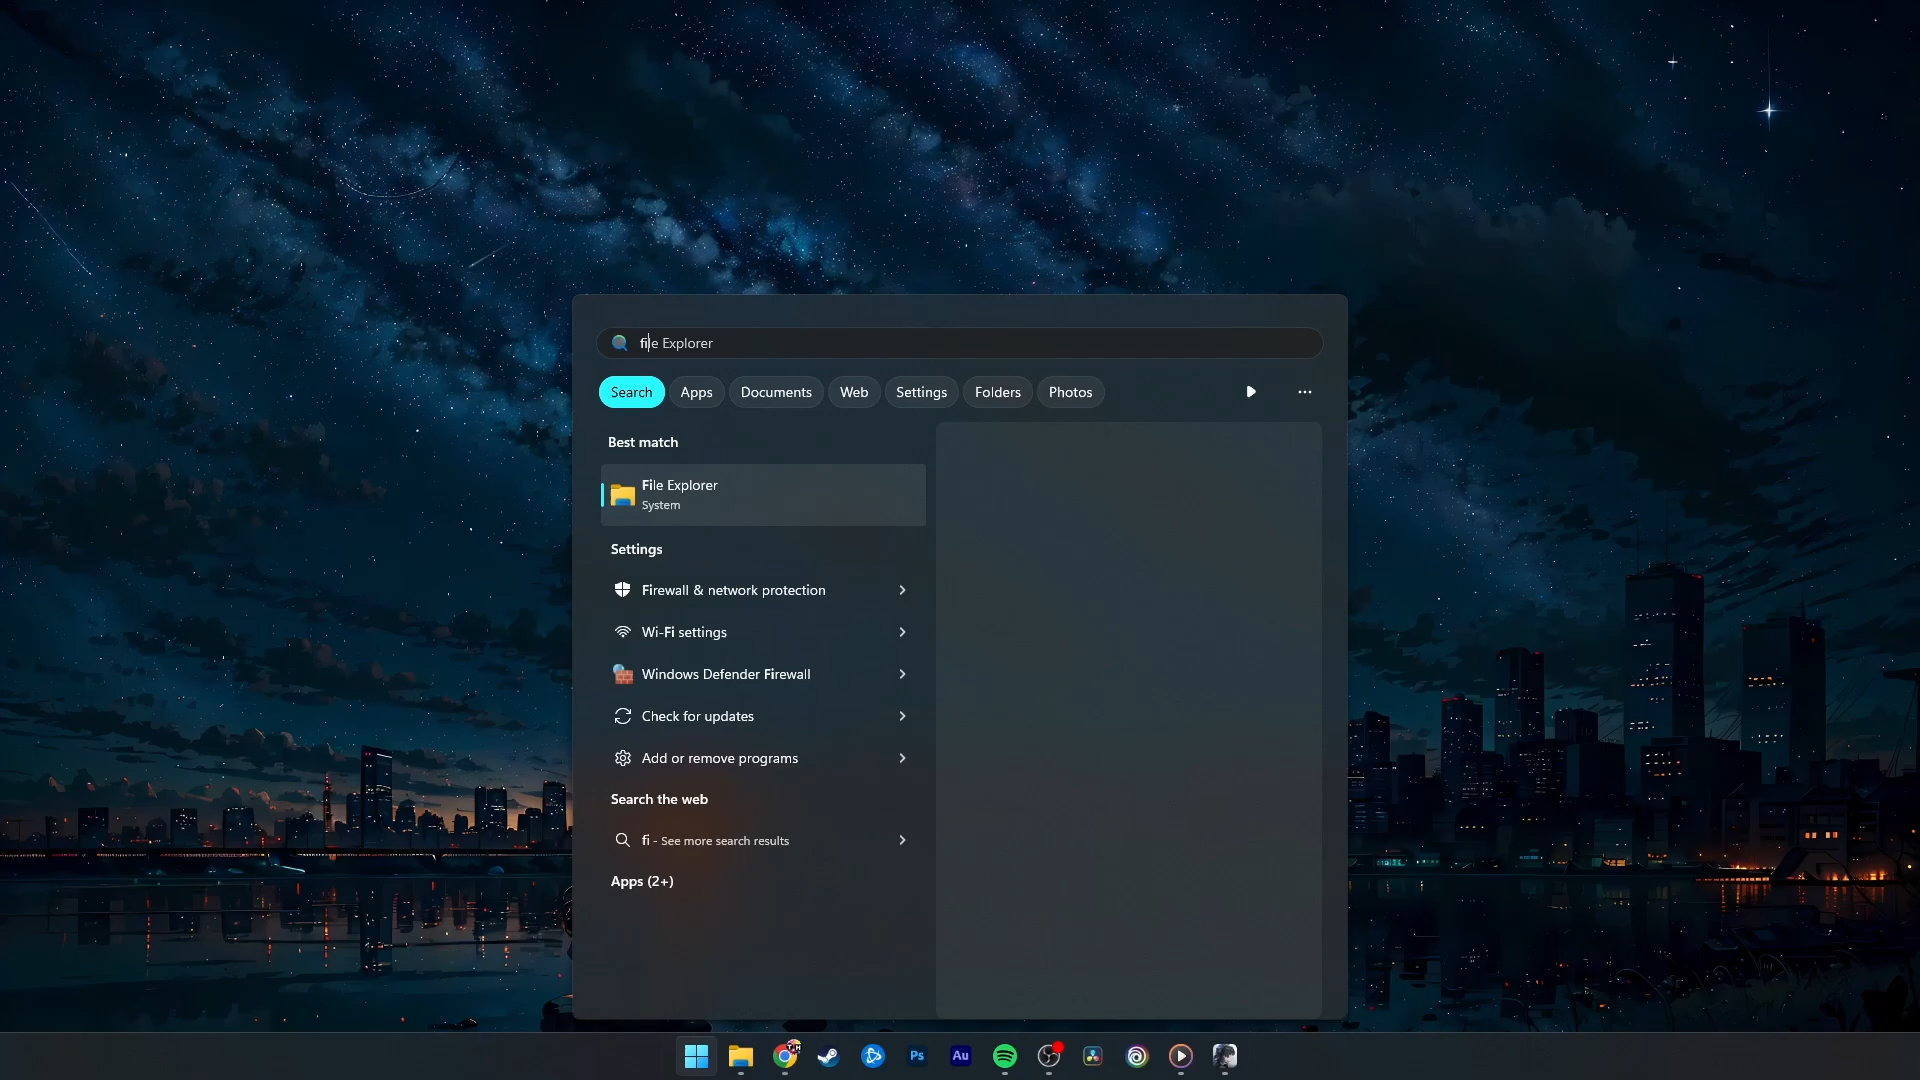 file Explorer
Search Apps Documents Web Settings Folders Photos
Best match
File Explorer
System
Settings
Firewall & network protection
Wi-Fi settings
Windows Defender Firewall
Check for updates
Add or remove programs
Search the web
fi - See more search results
Apps (2+)
Ps Au